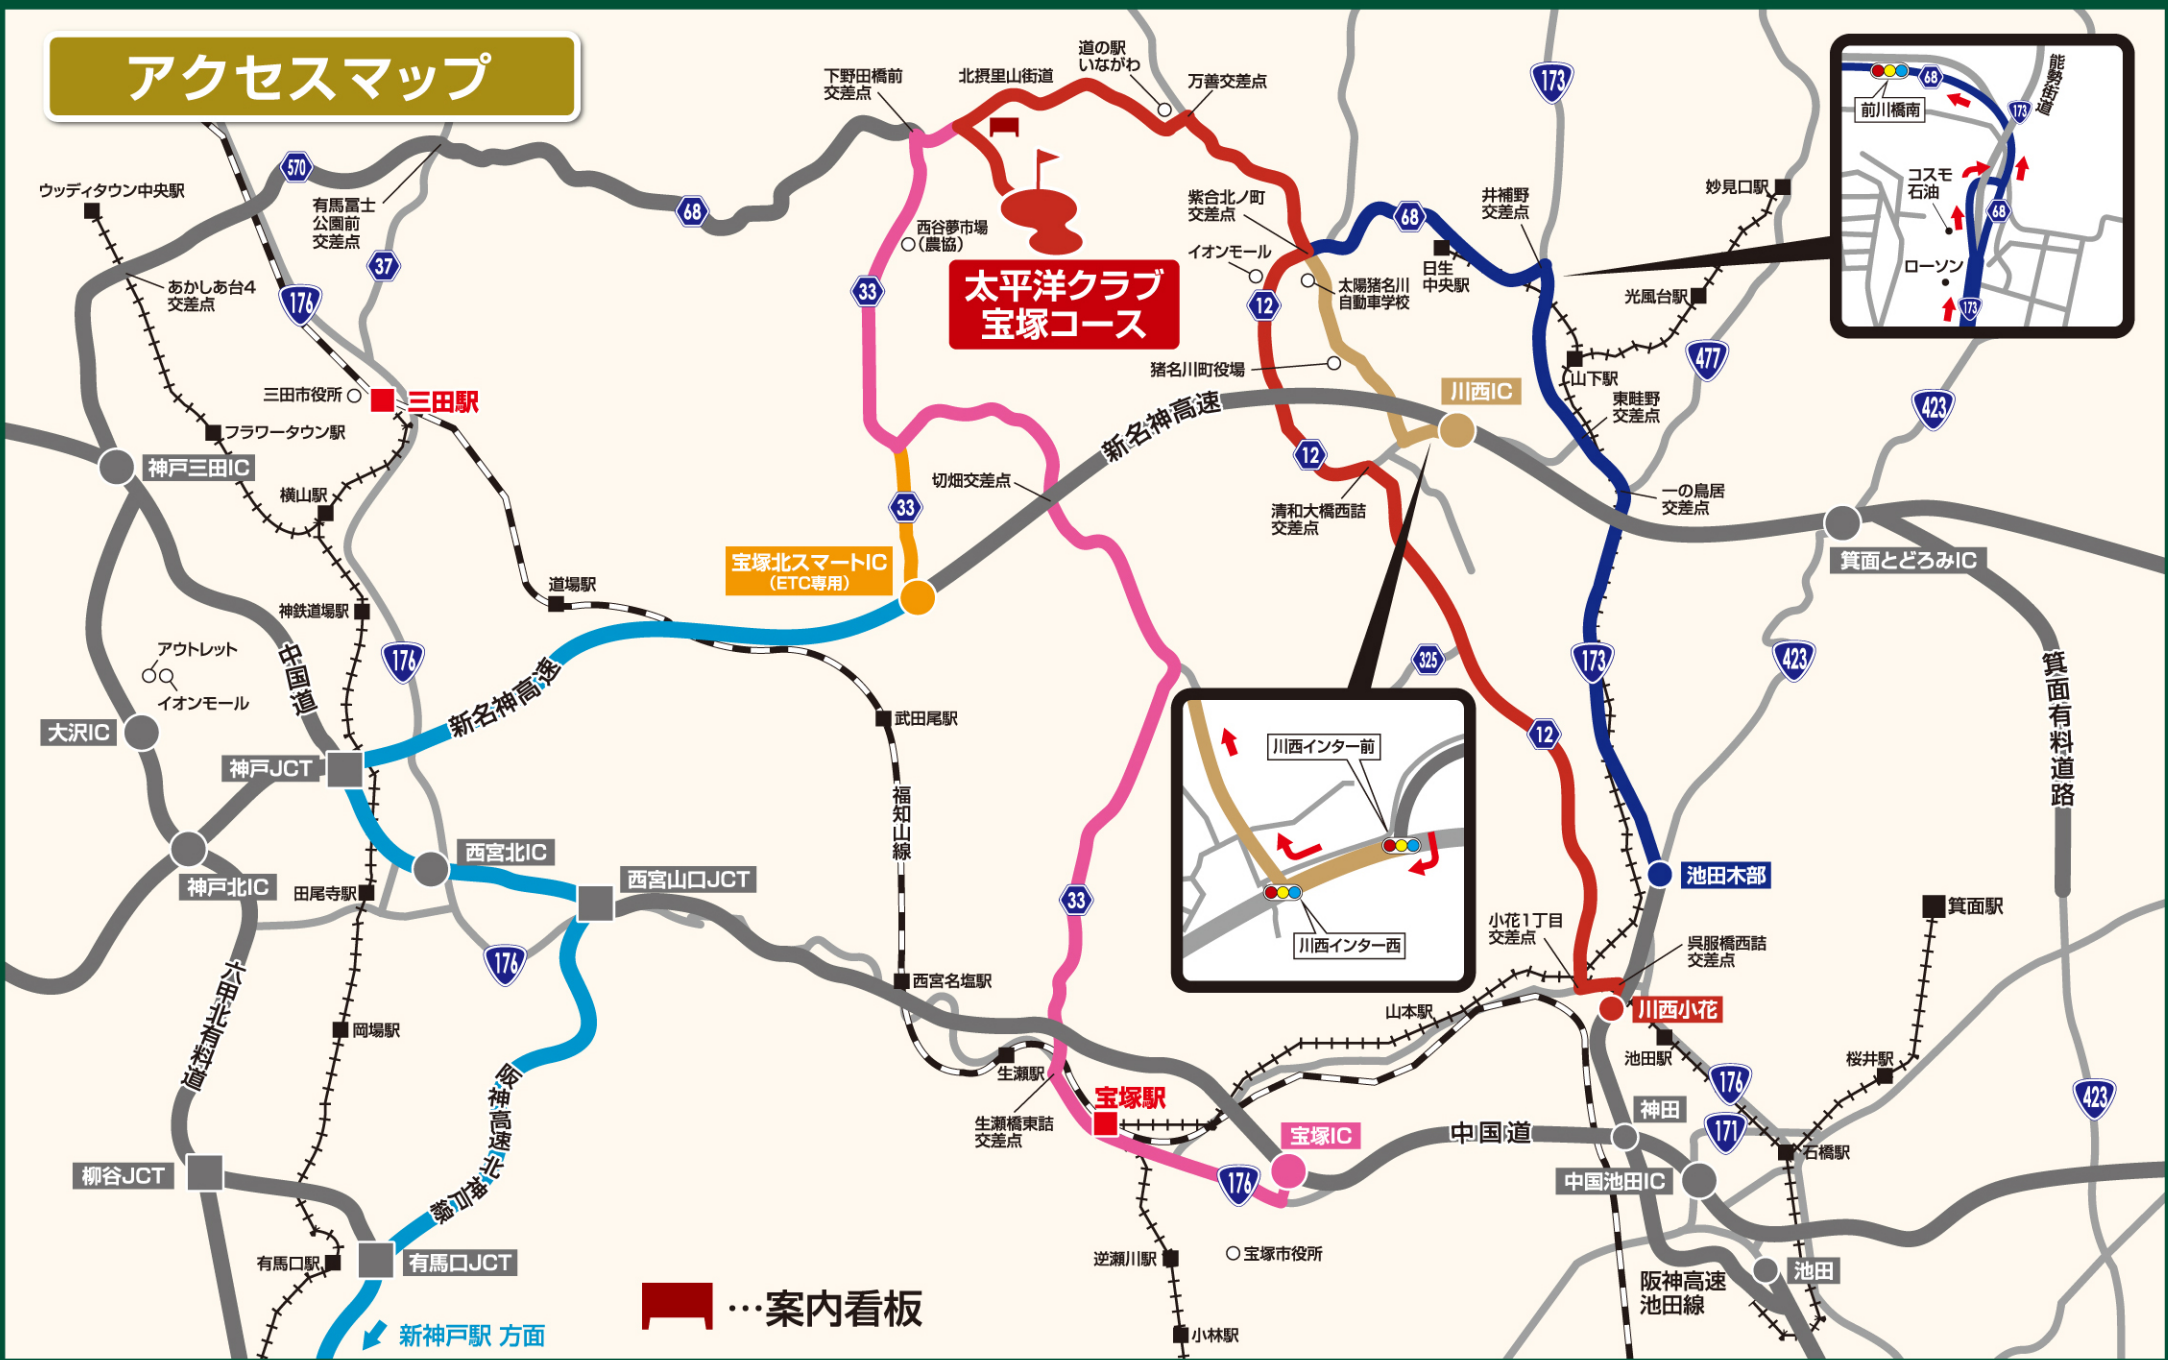 アクセスマップ
下野田橋前
交差点
北摂里山街道
道の駅
いながわ
万善交差点
173
能勢
街道
68
前川橋南
173
コスモ
石油
68
ローソン
173
570
ウッディタウン中央駅
有馬富士
公園前
交差点
68
37
あかしあ台4
交差点
176
西谷夢市場
(農協)
33
太平洋クラブ
宝塚コース
紫合北ノ町
交差点
イオンモール
12
太陽猪名川
自動車学校
68
日生
中央駅
井補野
交差点
妙見口駅
光風台駅
477
山下駅
東畦野
交差点
423
猪名川町役場
川西IC
新名神高速
三田市役所
三田駅
フラワータウン駅
神戸三田IC
横山駅
切畑交差点
33
12
清和大橋西詰
交差点
一の鳥居
交差点
箕面とどろみIC
宝塚北スマートIC
(ETC専用)
道場駅
神鉄道場駅
アウトレット
イオンモール
中国道
176
新名神高速
大沢IC
神戸JCT
武田尾駅
325
173
423
箕面有料道路
川西インター前
川西インター西
12
福知山線
西宮北IC
西宮山口JCT
神戸北IC
田尾寺駅
33
池田木部
箕面駅
小花1丁目
交差点
呉服橋西詰
交差点
176
西宮名塩駅
六甲北有料道
岡場駅
山本駅
川西小花
池田駅
桜井駅
生瀬駅
阪神高速北神戸線
宝塚駅
生瀬橋東詰
交差点
宝塚IC
中国道
神田
176
171
423
石橋駅
柳谷JCT
176
中国池田IC
有馬口駅
有馬口JCT
逆瀬川駅
宝塚市役所
池田
阪神高速
池田線
…案内看板
新神戸駅 方面
小林駅